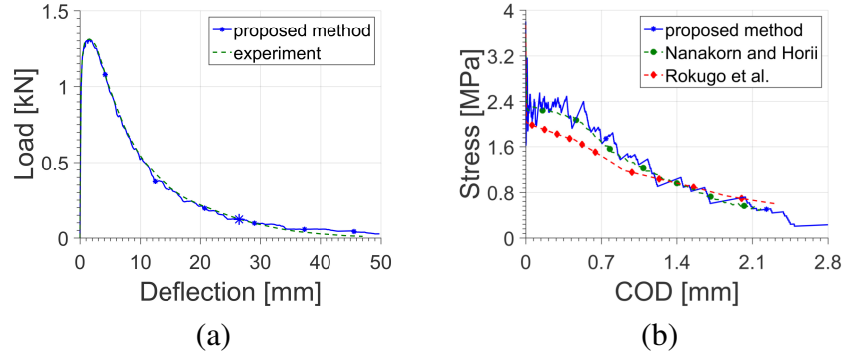 1.5
1
0.5
0
Load [kN]
0 10 20 30 40 50
Deflection [mm]
proposed method
experiment
(a)
4
3.2
2.4
1.6
0.8
0
Stress [MPa]
0 0.7 1.4 2.1 2.8
COD [mm]
proposed method
Nanakorn and Horii
Rokugo et al.
(b)